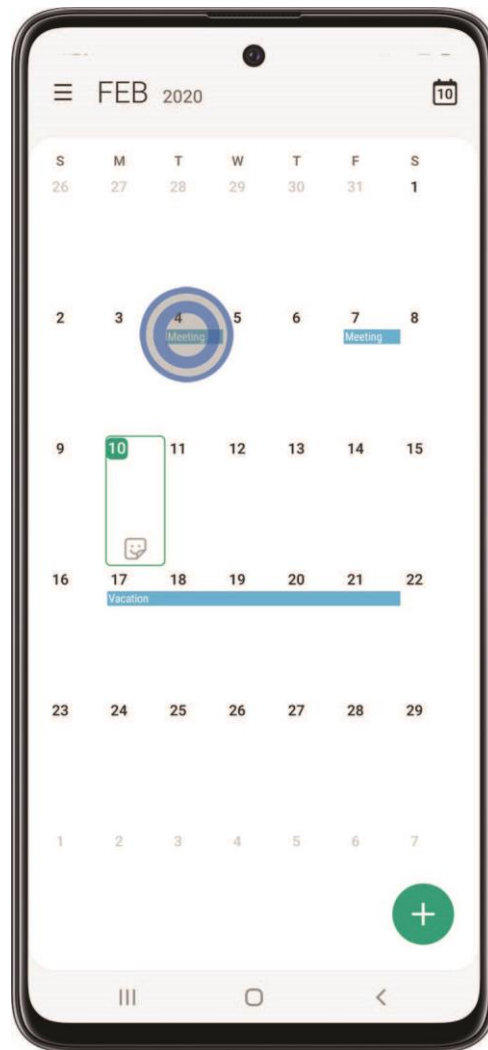 FEB 2020 10
S M T W T F S
26 27 28 29 30 31 1
2 3 4 5 6 7 8
Meeting Meeting
9 10 11 12 13 14 15
16 17 18 19 20 21 22
Vacation
23 24 25 26 27 28 29
1 2 3 4 5 6 7